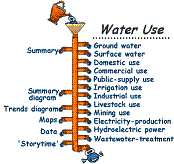 Water Use
Summary
Ground water
Surface water
Domestic use
Commercial use
Public-supply use
Irrigation use
Summary diagram
Industrial use
Livestock use
Trends diagrams
Mining use
Maps
Electricity-production
Data
Hydroelectric power
'Storytime'
Wastewater-treatment